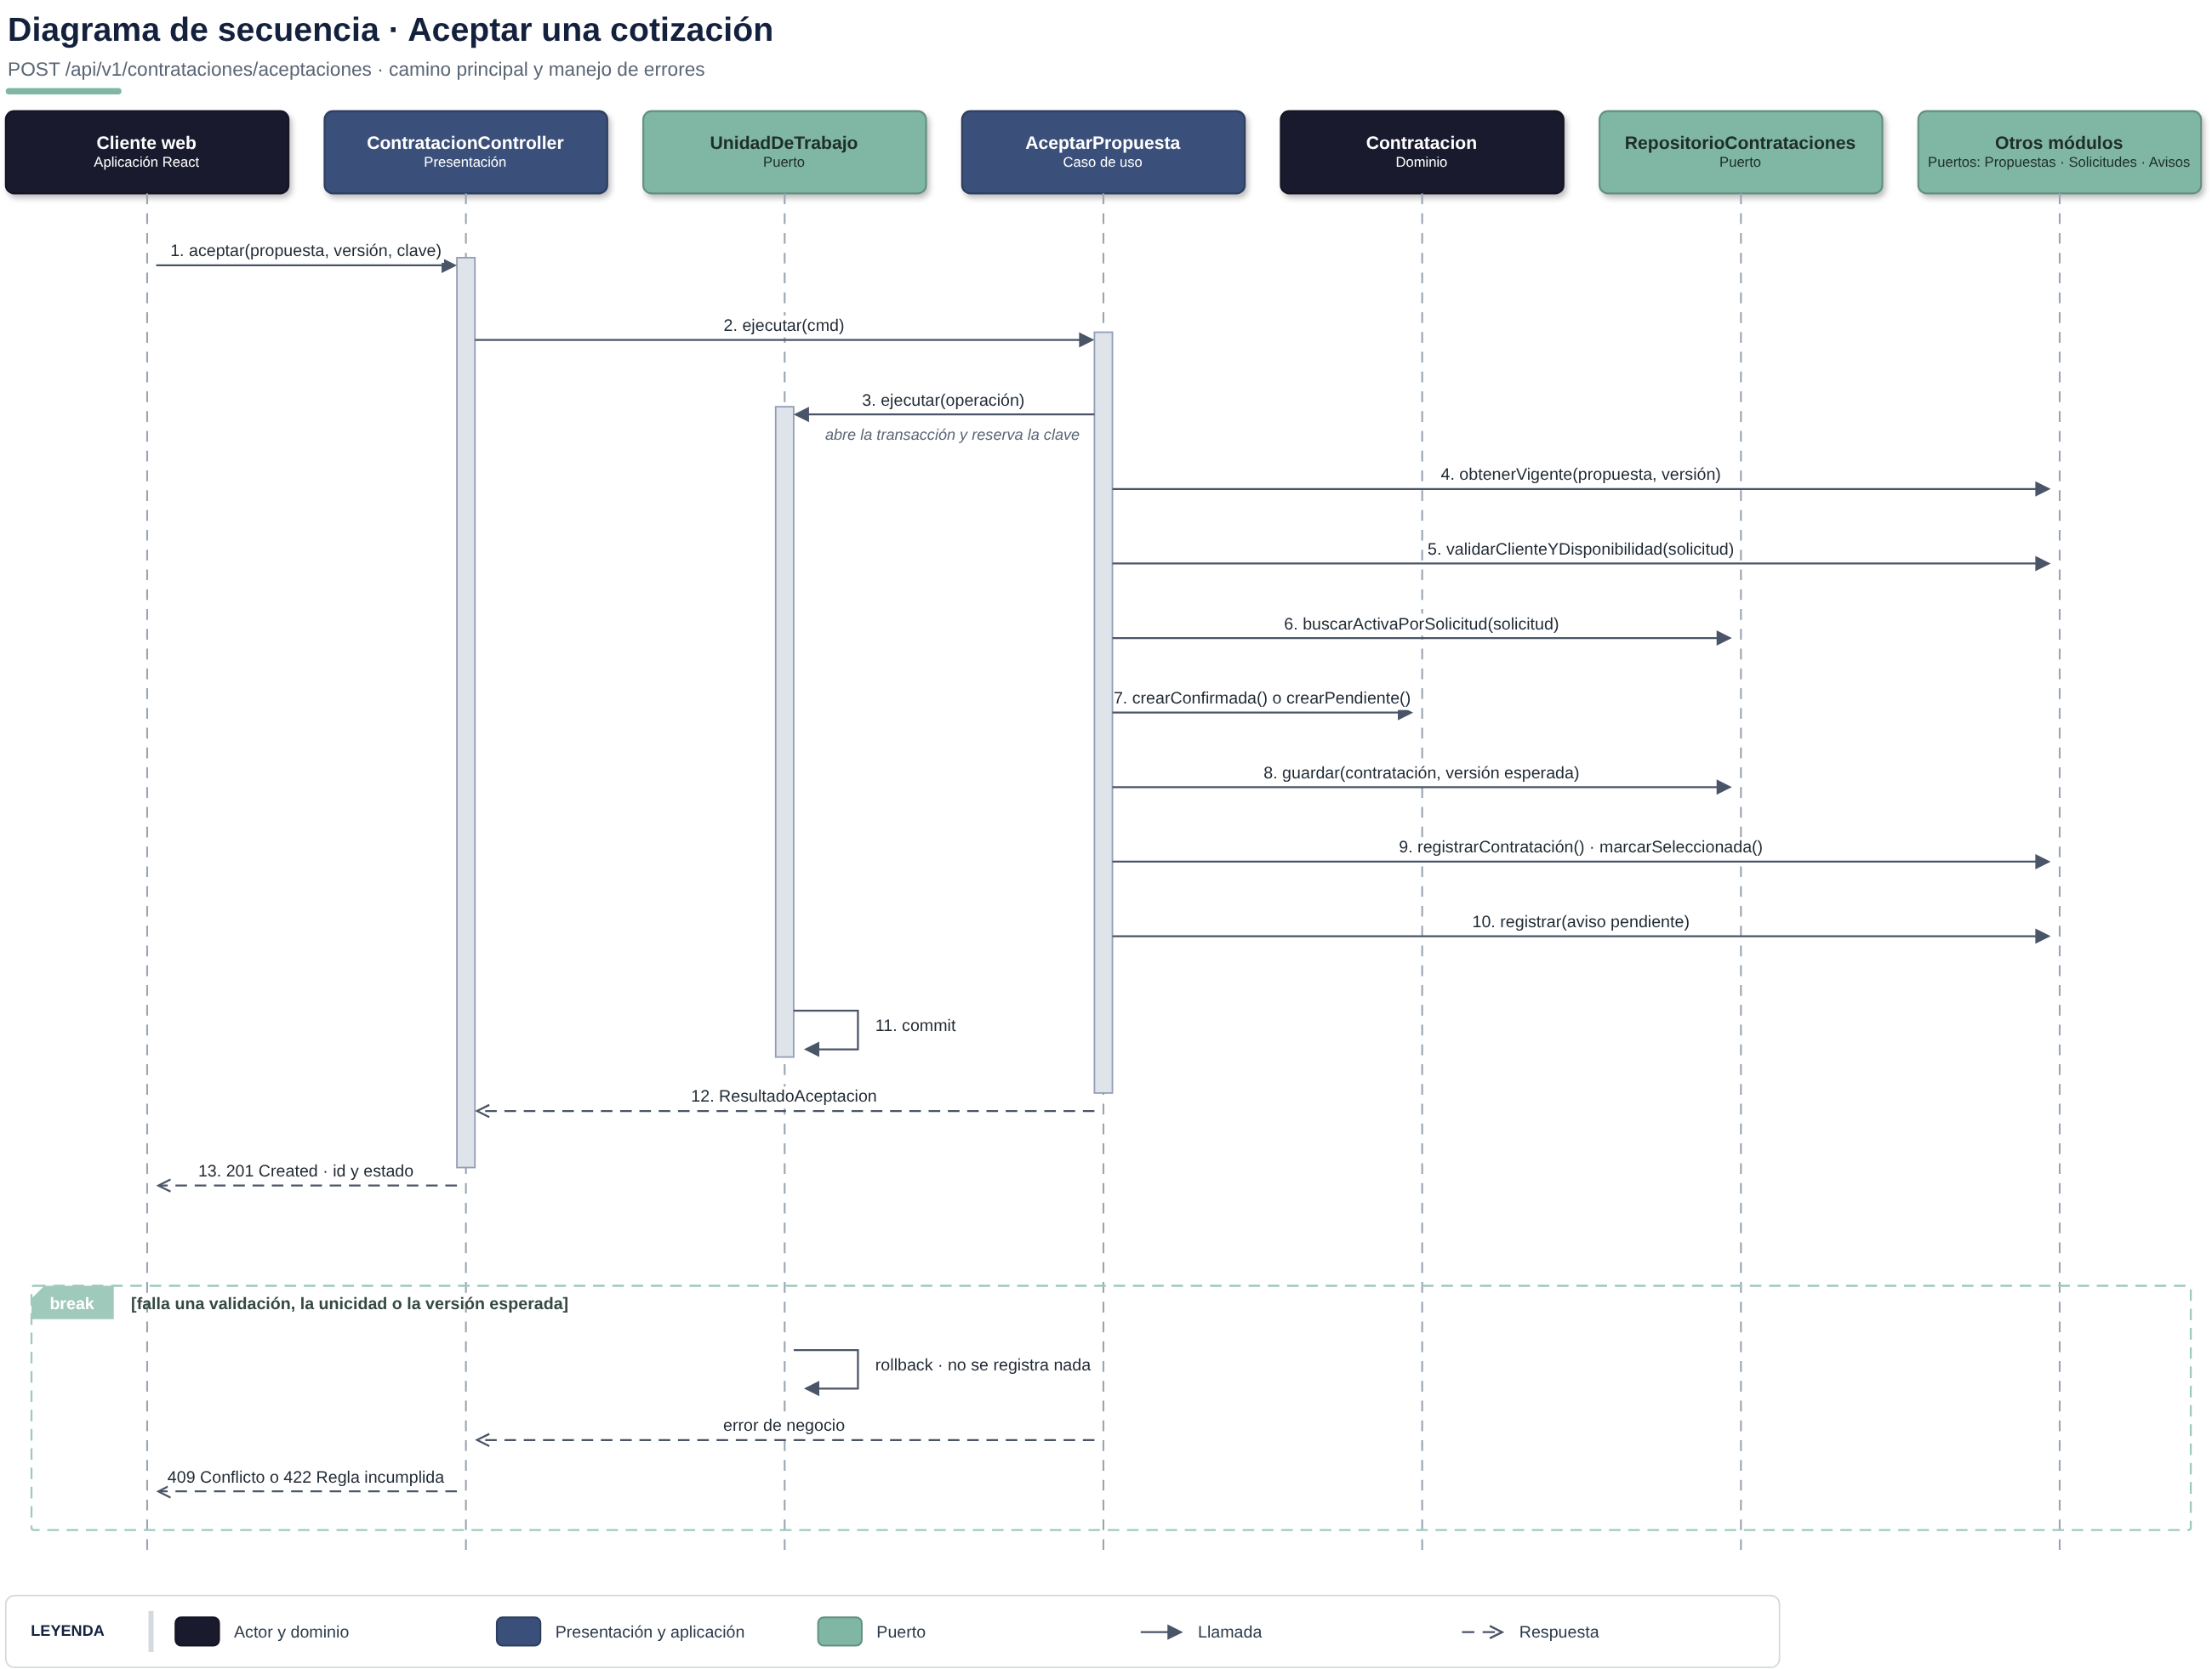 Diagrama de secuencia · Aceptar una cotización
POST /api/v1/contrataciones/aceptaciones · camino principal y manejo de errores
Cliente web
Aplicación React
ContratacionController
Presentación
UnidadDeTrabajo
Puerto
AceptarPropuesta
Caso de uso
Contratacion
Dominio
RepositorioContrataciones
Puerto
Otros módulos
Puertos: Propuestas · Solicitudes · Avisos
1. aceptar(propuesta, versión, clave)
2. ejecutar(cmd)
3. ejecutar(operación)
abre la transacción y reserva la clave
4. obtenerVigente(propuesta, versión)
5. validarClienteYDisponibilidad(solicitud)
6. buscarActivaPorSolicitud(solicitud)
7. crearConfirmada() o crearPendiente()
8. guardar(contratación, versión esperada)
9. registrarContratación() · marcarSeleccionada()
10. registrar(aviso pendiente)
11. commit
12. ResultadoAceptacion
13. 201 Created · id y estado
break
[falla una validación, la unicidad o la versión esperada]
rollback · no se registra nada
error de negocio
409 Conflicto o 422 Regla incumplida
LEYENDA
Actor y dominio
Presentación y aplicación
Puerto
Llamada
Respuesta